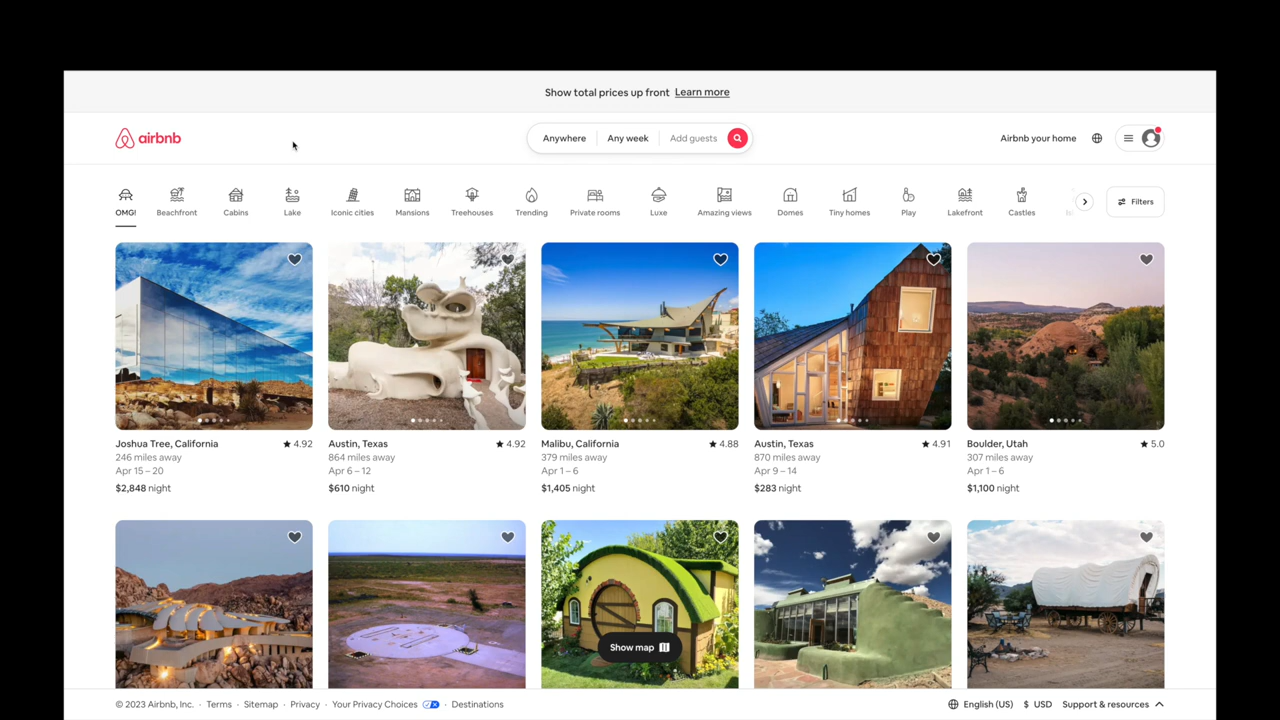 Show total prices up front Learn more
airbnb
Anywhere Any week Add guests
Airbnb your home
OMG! Beachfront Cabins Lake Iconic cities Mansions Treehouses Trending Private rooms Luxe Amazing views Domes Tiny homes Play Lakefront Castles
Filters
Joshua Tree, California ★ 4.92
246 miles away
Apr 15 – 20
$2,848 night
Austin, Texas ★ 4.92
864 miles away
Apr 6 – 12
$610 night
Malibu, California ★ 4.88
379 miles away
Apr 1 – 6
$1,405 night
Austin, Texas ★ 4.91
870 miles away
Apr 9 – 14
$283 night
Boulder, Utah ★ 5.0
307 miles away
Apr 1 – 6
$1,100 night
Show map
© 2023 Airbnb, Inc. · Terms · Sitemap · Privacy · Your Privacy Choices · Destinations
English (US) $ USD Support & resources